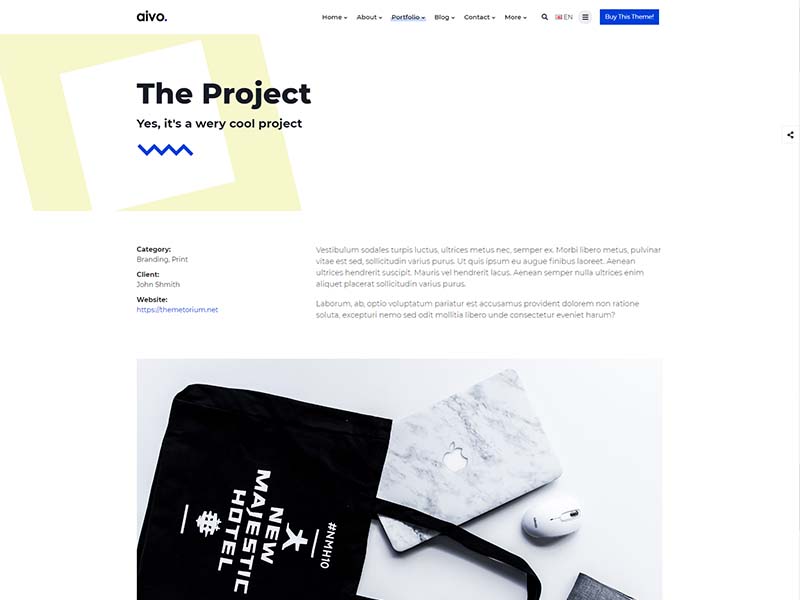 aivo.
Home About Portfolio Blog Contact More EN Buy This Theme!
The Project
Yes, it's a wery cool project
Category:
Branding, Print
Client:
John Shmith
Website:
https://themetorium.net
Vestibulum sodales turpis luctus, ultrices metus nec, semper ex. Morbi libero metus, pulvinar
vitae est sed, sollicitudin varius purus. Ut quis ipsum eu augue finibus laoreet. Aenean
ultrices hendrerit suscipit. Mauris vel hendrerit lacus. Aenean semper nulla ultrices enim
aliquet placerat sollicitudin varius purus.
Laborum, ab, optio voluptatum pariatur est accusamus provident dolorem non ratione
soluta, excepturi nemo sed odit mollitia libero unde consectetur eveniet harum?
NEW
MAJESTIC
HOTEL
大
#NMH10